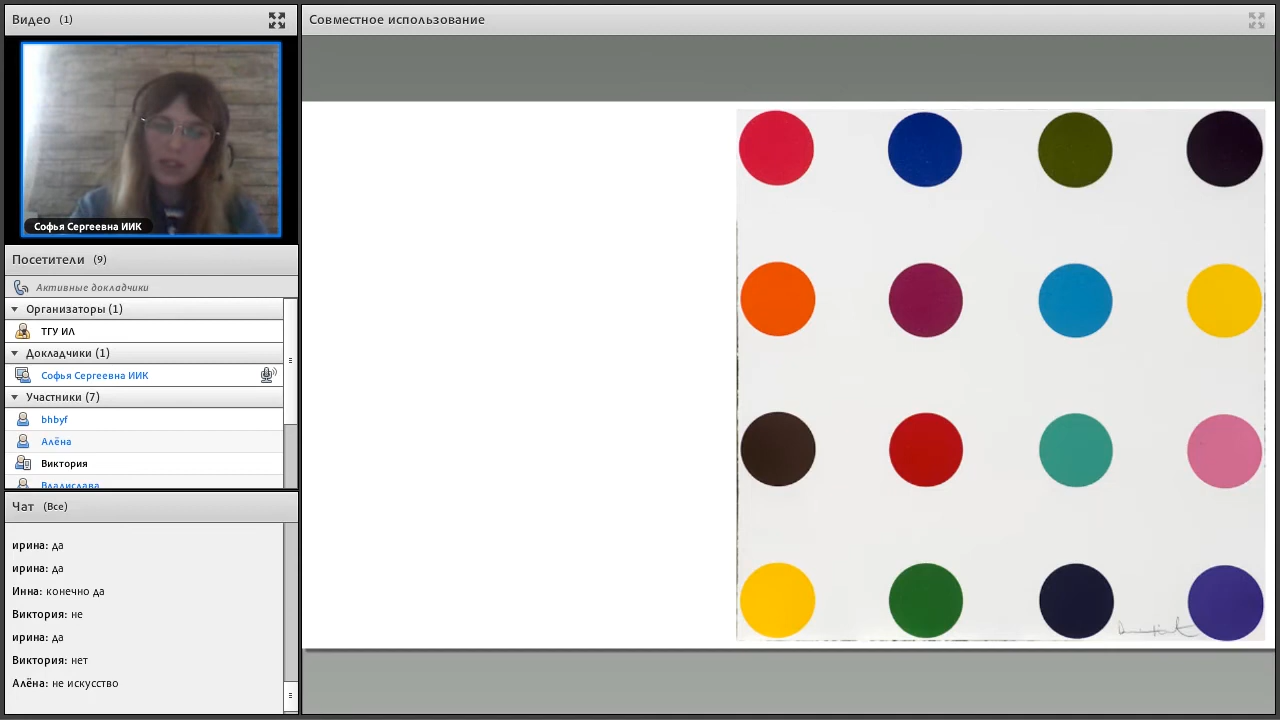 Видео (1)
Совместное использование
Софья Сергеевна ИИК
Посетители (9)
Активные докладчики
Организаторы (1)
ТГУ ИЛ
Докладчики (1)
Софья Сергеевна ИИК
Участники (7)
bhbyf
Алёна
Виктория
Владислава
Чат (Все)
ирина: да
ирина: да
Инна: конечно да
Виктория: не
ирина: да
Виктория: нет
Алёна: не искусство